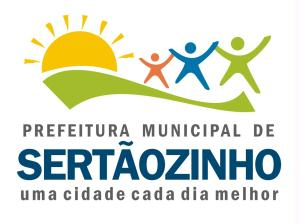 PREFEITURA MUNICIPAL DE
SERTÃOZINHO
uma cidade cada dia melhor